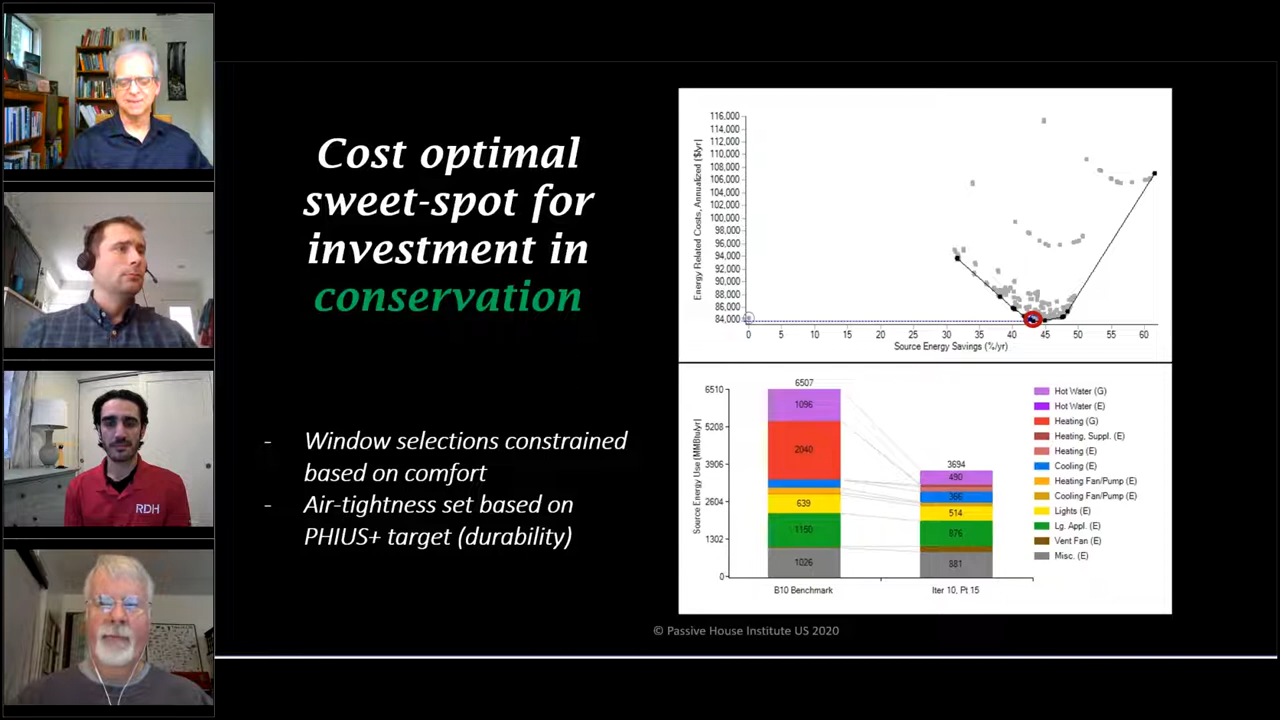 Cost optimal
sweet-spot for
investment in
conservation
- Window selections constrained
based on comfort
- Air-tightness set based on
PHIUS+ target (durability)
Energy Related Costs, Annualized ($/yr)
116,000
114,000
112,000
110,000
108,000
106,000
104,000
102,000
100,000
98,000
96,000
94,000
92,000
90,000
88,000
86,000
84,000
0 5 10 15 20 25 30 35 40 45 50 55 60
Source Energy Savings (%/yr)
Source Energy Use (MMBtu/yr)
6510
5208
3906
2604
1302
0
6507
1096
2040
639
1150
1026
3694
490
366
514
876
881
B10 Benchmark
Iter 10, Pt 15
Hot Water (G)
Hot Water (E)
Heating (G)
Heating, Suppl. (E)
Heating (E)
Cooling (E)
Heating Fan/Pump (E)
Cooling Fan/Pump (E)
Lights (E)
Lg. Appl. (E)
Vent Fan (E)
Misc. (E)
© Passive House Institute US 2020
RDH